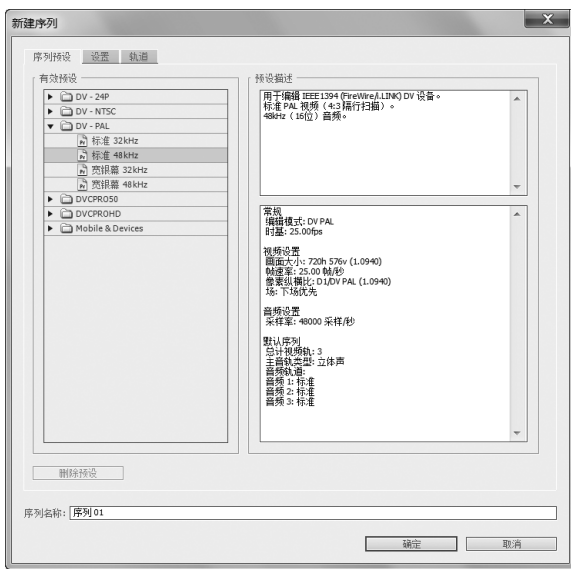 新建序列
X
序列预设 设置 轨道
有效预设
DV - 24P
DV - NTSC
DV - PAL
标准 32kHz
标准 48kHz
宽银幕 32kHz
宽银幕 48kHz
DVCPRO50
DVCPROHD
Mobile & Devices
预设描述
用于编辑 IEEE1394 (FireWire/i.LINK) DV 设备。
标准 PAL 视频（4:3 隔行扫描）。
48kHz（16位）音频。
常规
编辑模式: DV PAL
时基: 25.00fps
视频设置
画面大小: 720h 576v (1.0940)
帧速率: 25.00 帧/秒
像素纵横比: D1/DV PAL (1.0940)
场: 下场优先
音频设置
采样率: 48000 采样/秒
默认序列
总计视频轨: 3
主音轨类型: 立体声
音频轨道:
音频 1: 标准
音频 2: 标准
音频 3: 标准
删除预设
序列名称: 序列 01
确定 取消